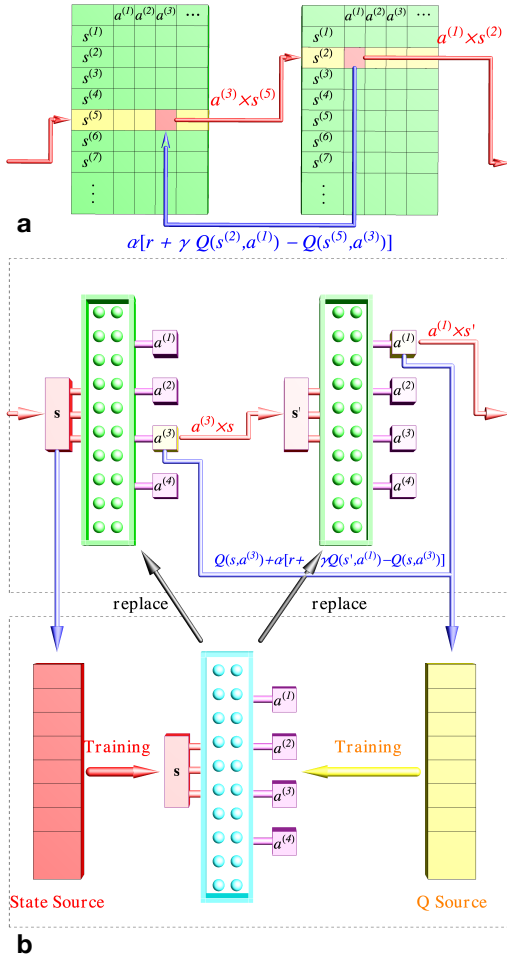 a⁽¹⁾ a⁽²⁾ a⁽³⁾ ···
s⁽¹⁾
s⁽²⁾
s⁽³⁾
s⁽⁴⁾
s⁽⁵⁾
s⁽⁶⁾
s⁽⁷⁾
⋮
a⁽³⁾×s⁽⁵⁾
a⁽¹⁾ a⁽²⁾ a⁽³⁾ ···
s⁽¹⁾
s⁽²⁾
s⁽³⁾
s⁽⁴⁾
s⁽⁵⁾
s⁽⁶⁾
s⁽⁷⁾
⋮
a⁽¹⁾×s⁽²⁾
a
α[r + γ Q(s⁽²⁾,a⁽¹⁾) − Q(s⁽⁵⁾,a⁽³⁾)]
s
a⁽¹⁾
a⁽²⁾
a⁽³⁾
a⁽⁴⁾
a⁽³⁾×s
s'
a⁽¹⁾
a⁽²⁾
a⁽³⁾
a⁽⁴⁾
a⁽¹⁾×s'
Q(s,a⁽³⁾)+α[r+ γQ(s',a⁽¹⁾)−Q(s,a⁽³⁾)]
replace
replace
Training
s
a⁽¹⁾
a⁽²⁾
a⁽³⁾
a⁽⁴⁾
Training
State Source
Q Source
b